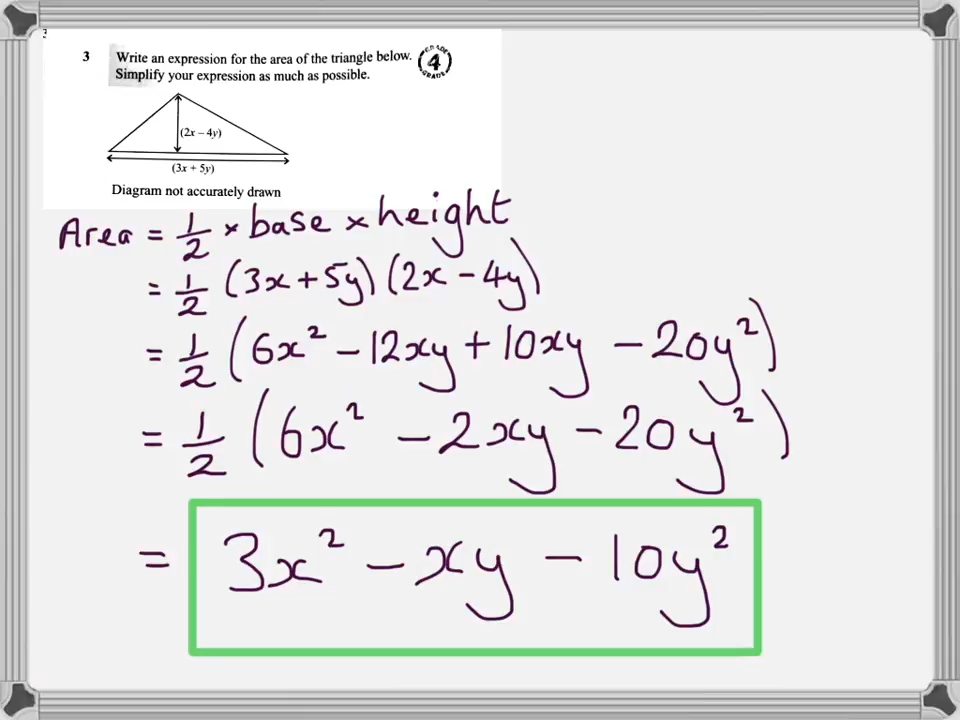 3 Write an expression for the area of the triangle below. GRADE 4 GRADE
Simplify your expression as much as possible.
(2x – 4y)
(3x + 5y)
Diagram not accurately drawn
Area = 1/2 × base × height
= 1/2 (3x + 5y)(2x - 4y)
= 1/2 (6x² - 12xy + 10xy - 20y²)
= 1/2 (6x² - 2xy - 20y²)
= 3x² - xy - 10y²